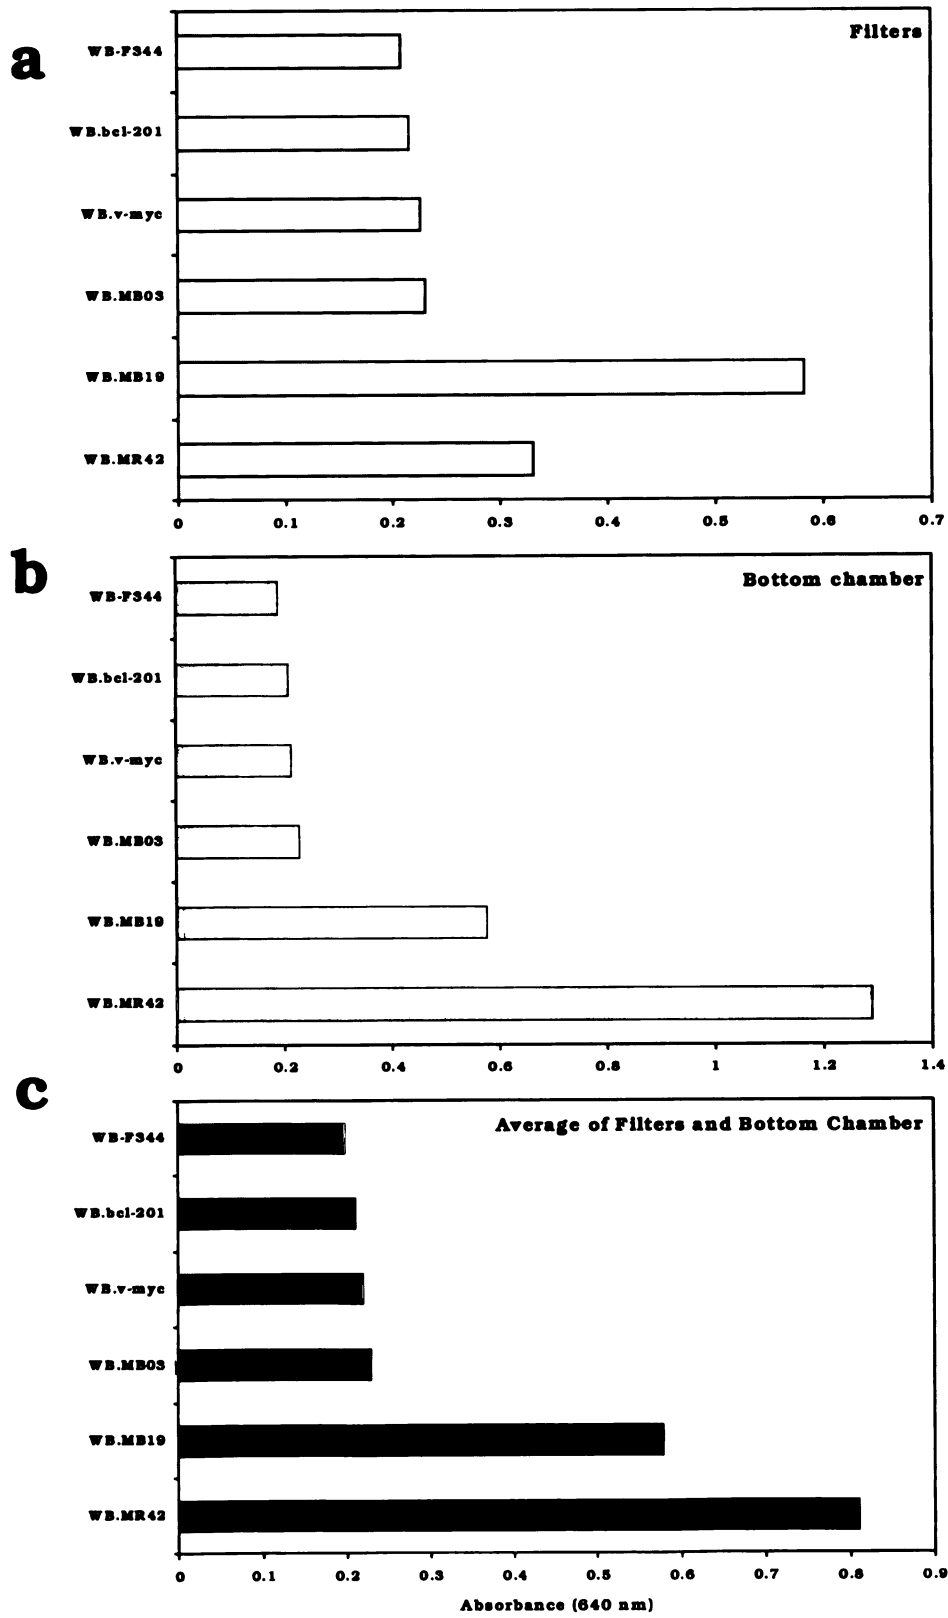 a
Filters
WB-F344
WB.bcl-201
WB.v-myc
WB.MB03
WB.MB19
WB.MR42
0 0.1 0.2 0.3 0.4 0.5 0.6 0.7
b
Bottom chamber
WB-F344
WB.bcl-201
WB.v-myc
WB.MB03
WB.MB19
WB.MR42
0 0.2 0.4 0.6 0.8 1 1.2 1.4
c
Average of Filters and Bottom Chamber
WB-F344
WB.bcl-201
WB.v-myc
WB.MB03
WB.MB19
WB.MR42
0 0.1 0.2 0.3 0.4 0.5 0.6 0.7 0.8 0.9
Absorbance (640 nm)